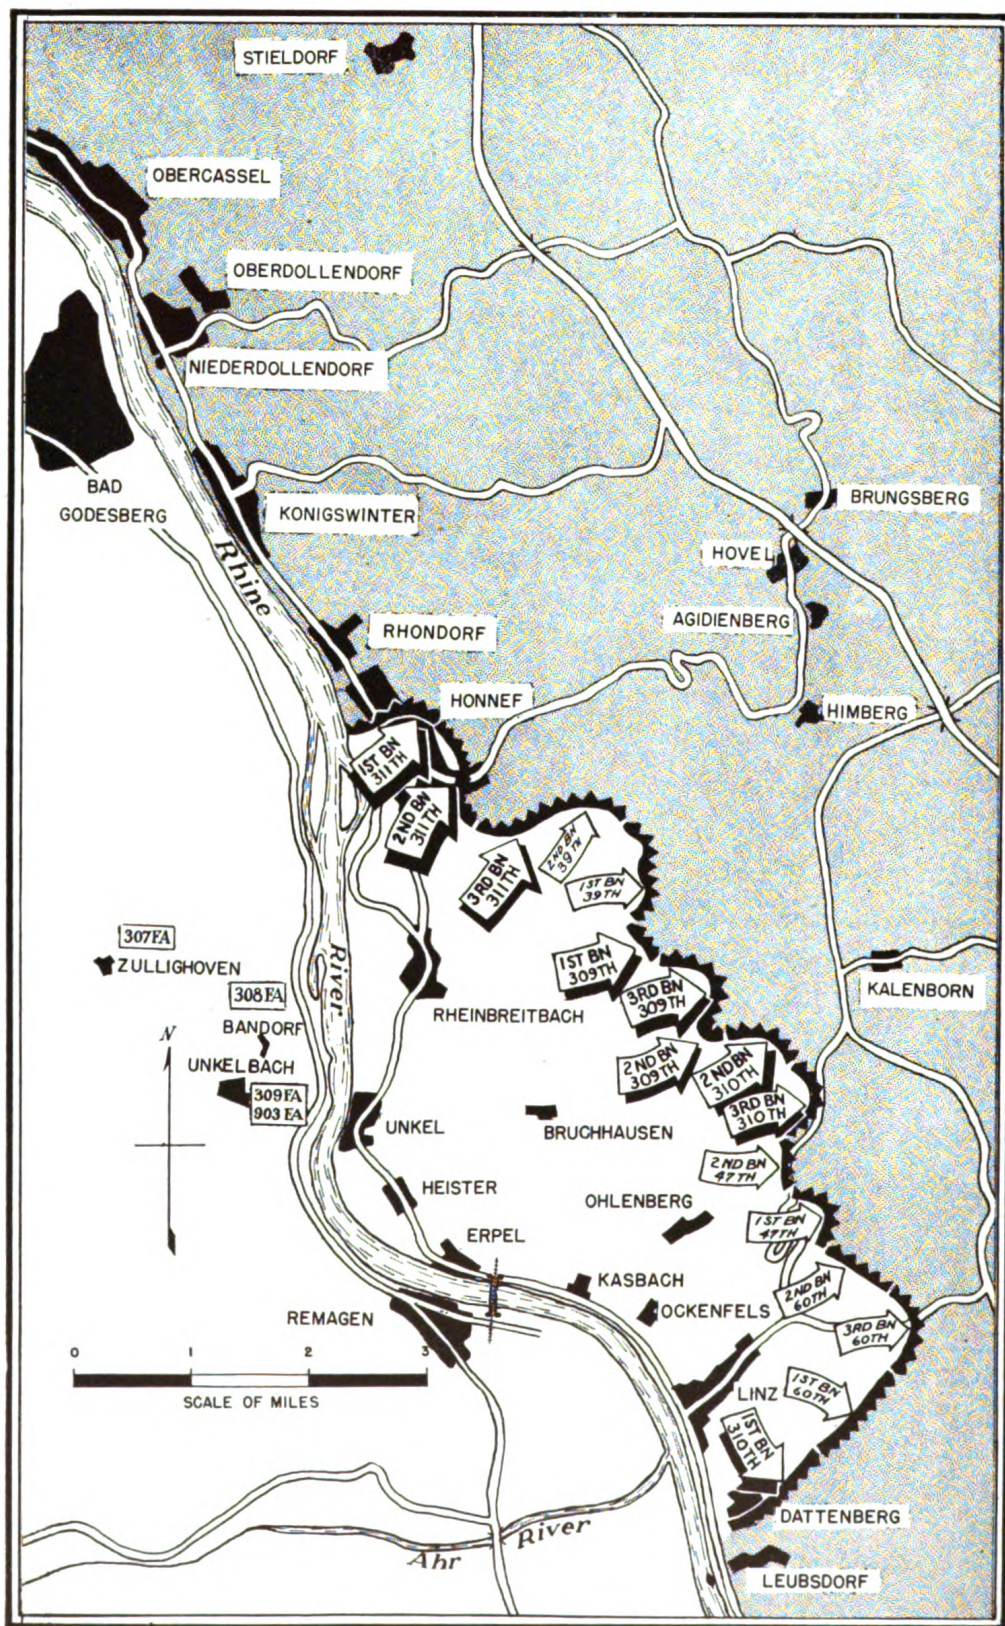 STIELDORF
OBERCASSEL
OBERDOLLENDORF
NIEDERDOLLENDORF
BAD
GODESBERG
KONIGSWINTER
BRUNGSBERG
HOVEL
Rhine
AGIDIENBERG
RHONDORF
HONNEF
HIMBERG
1ST BN
311TH
2ND BN
311TH
3RD BN
311TH
2ND BN
39TH
1ST BN
39TH
307FA
ZULLIGHOVEN
River
1ST BN
309TH
KALENBORN
308FA
RHEINBREITBACH
3RD BN
309TH
N
BANDORF
UNKELBACH
2ND BN
309TH
2ND BN
310TH
309FA
903FA
3RD BN
310TH
UNKEL
BRUCHHAUSEN
2ND BN
47TH
HEISTER
OHLENBERG
1ST BN
47TH
ERPEL
KASBACH
2ND BN
60TH
OCKENFELS
REMAGEN
3RD BN
60TH
0 1 2 3
SCALE OF MILES
LINZ
1ST BN
60TH
1ST BN
310TH
DATTENBERG
Ahr River
LEUBSDORF